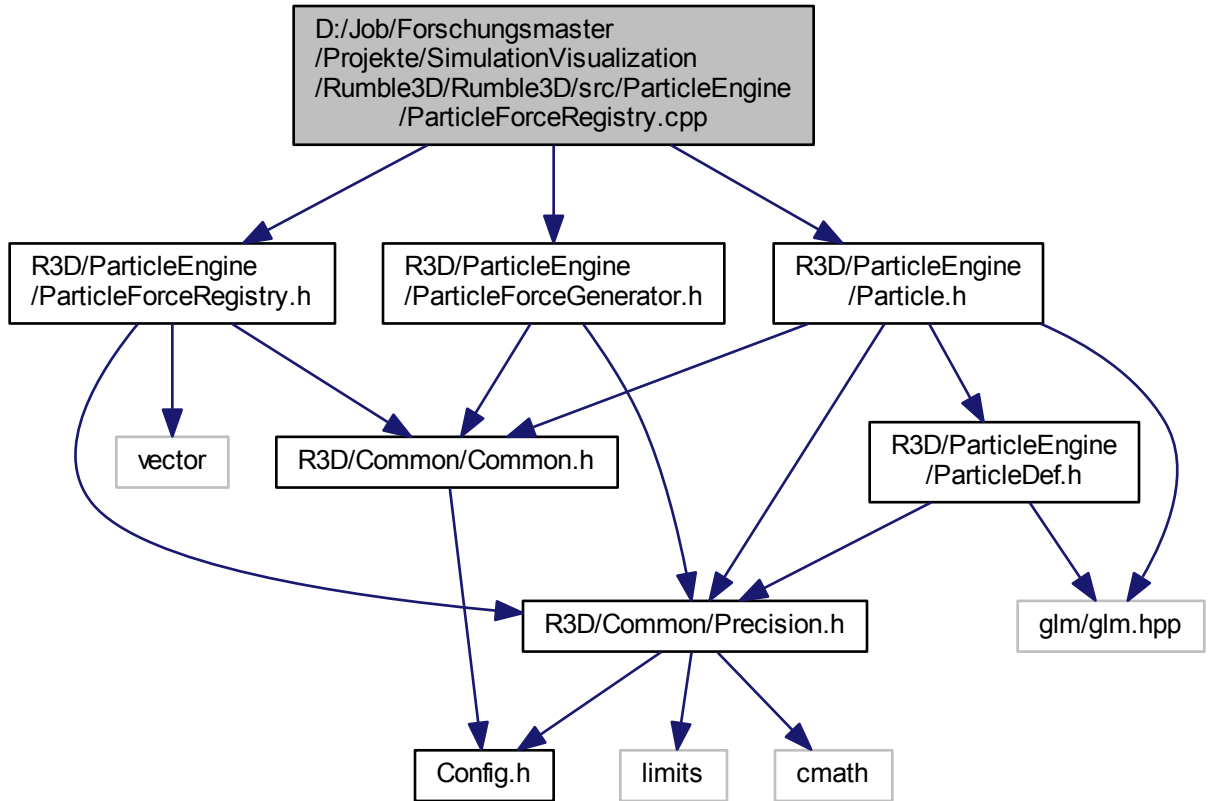 D:/Job/Forschungsmaster
/Projekte/SimulationVisualization
/Rumble3D/Rumble3D/src/ParticleEngine
/ParticleForceRegistry.cpp
R3D/ParticleEngine
/ParticleForceRegistry.h
R3D/ParticleEngine
/ParticleForceGenerator.h
R3D/ParticleEngine
/Particle.h
vector
R3D/Common/Common.h
R3D/ParticleEngine
/ParticleDef.h
R3D/Common/Precision.h
glm/glm.hpp
Config.h
limits
cmath